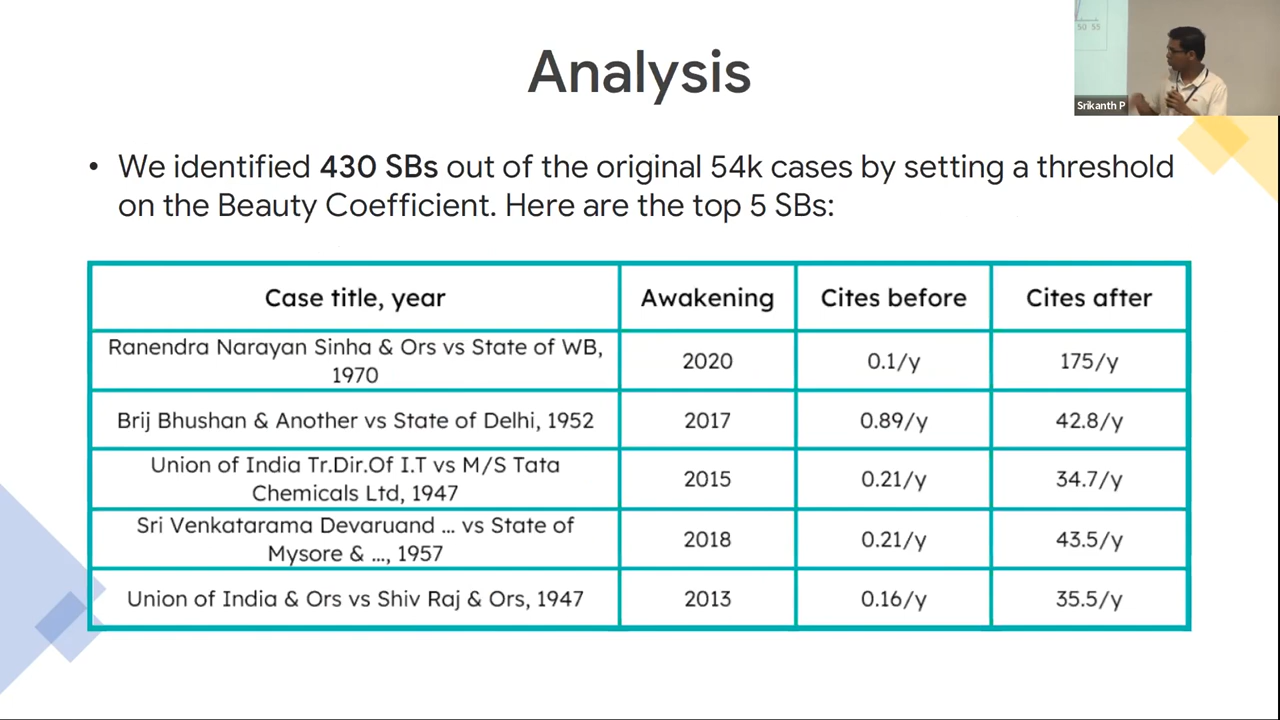 50 55
Srikanth P
Analysis
• We identified 430 SBs out of the original 54k cases by setting a threshold
on the Beauty Coefficient. Here are the top 5 SBs:
Case title, year Awakening Cites before Cites after
Ranendra Narayan Sinha & Ors vs State of WB,
1970 2020 0.1/y 175/y
Brij Bhushan & Another vs State of Delhi, 1952 2017 0.89/y 42.8/y
Union of India Tr.Dir.Of I.T vs M/S Tata
Chemicals Ltd, 1947 2015 0.21/y 34.7/y
Sri Venkatarama Devaruand ... vs State of
Mysore & ..., 1957 2018 0.21/y 43.5/y
Union of India & Ors vs Shiv Raj & Ors, 1947 2013 0.16/y 35.5/y